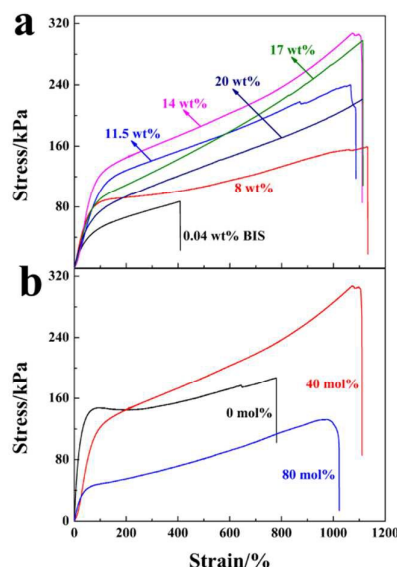 a
320
240
160
80
0
Stress/kPa
14 wt%
17 wt%
20 wt%
11.5 wt%
8 wt%
0.04 wt% BIS
b
320
240
160
80
0
Stress/kPa
40 mol%
0 mol%
80 mol%
0 200 400 600 800 1000 1200
Strain/%